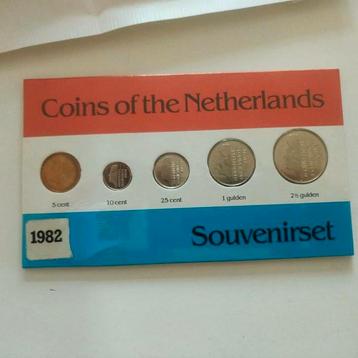 Coins of the Netherlands
5 cent 10 cent 25 cent 1 gulden 2½ gulden
1982 Souvenirset